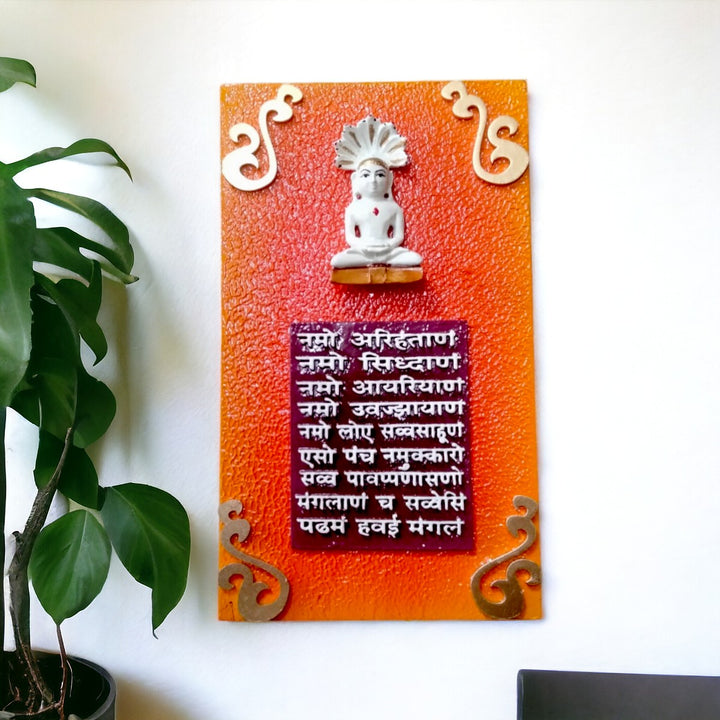 नमो अरिहंताणं
नमो सिध्दाणं
नमो आयरियाणं
नमो उवज्झायाणं
नमो लोए सव्वसाहूणं
एसो पंच नमुक्कारो
सव्व पावप्पणासणो
मंगलाणं च सव्वेसिं
पढमं हवई मंगलं